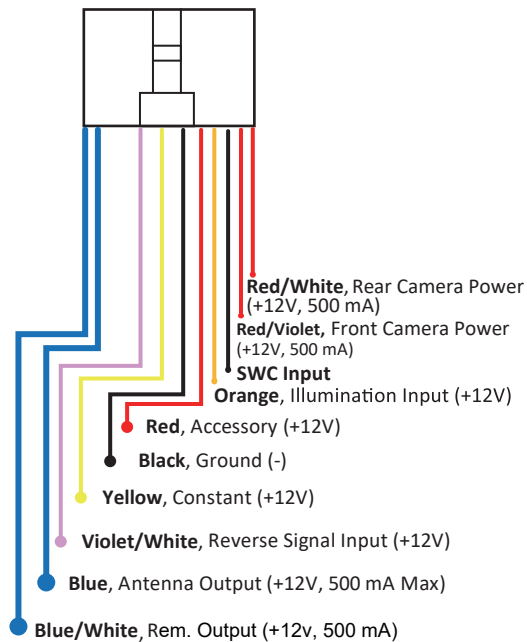 Red/White, Rear Camera Power
(+12V, 500 mA)
Red/Violet, Front Camera Power
(+12V, 500 mA)
SWC Input
Orange, Illumination Input (+12V)
Red, Accessory (+12V)
Black, Ground (-)
Yellow, Constant (+12V)
Violet/White, Reverse Signal Input (+12V)
Blue, Antenna Output (+12V, 500 mA Max)
Blue/White, Rem. Output (+12v, 500 mA)